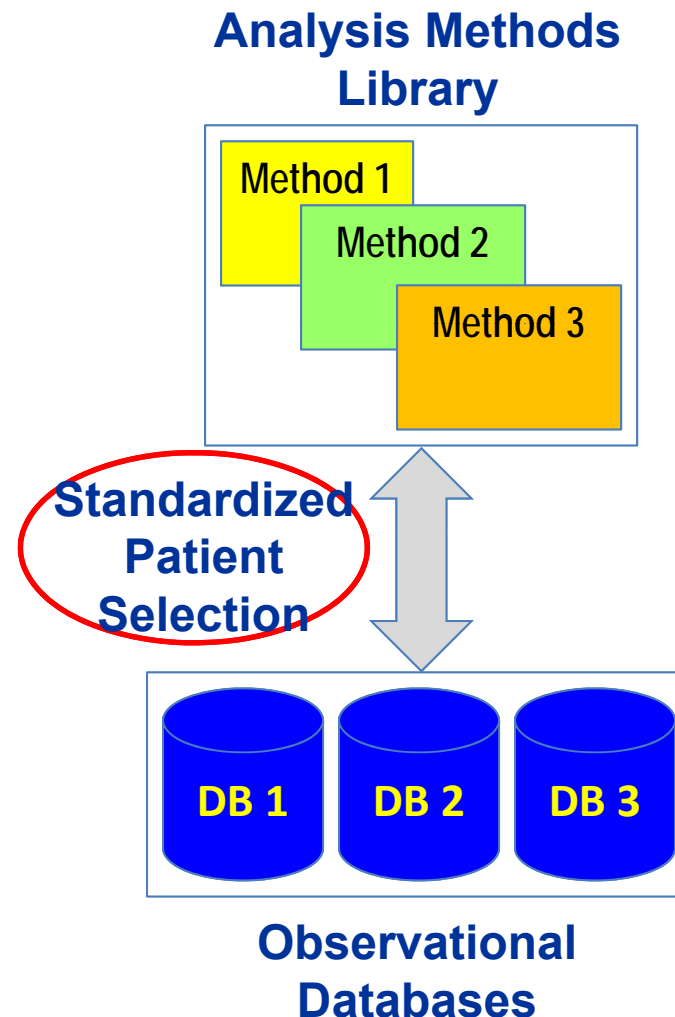 Analysis Methods
Library
Method 1
Method 2
Method 3
Standardized
Patient
Selection
DB 1 DB 2 DB 3
Observational
Databases